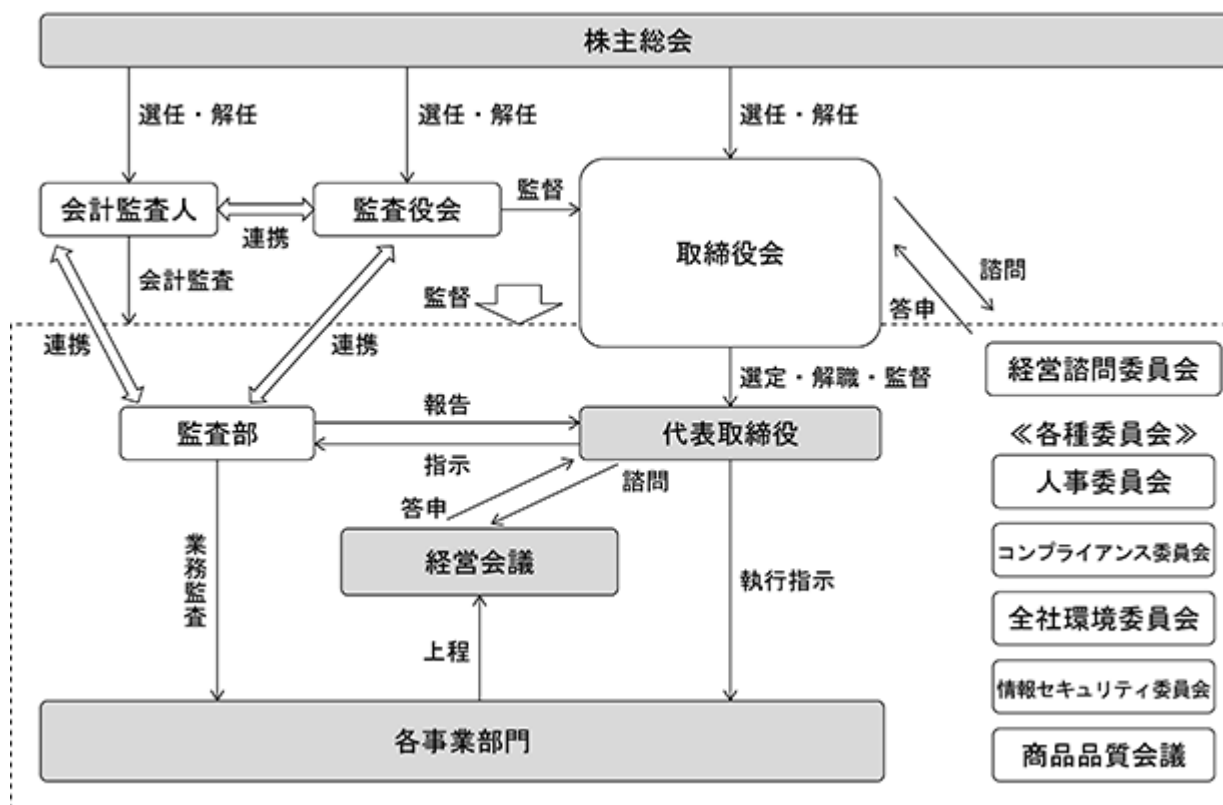 株主総会
選任・解任
選任・解任
選任・解任
会計監査人
連携
監査役会
監督
取締役会
諮問
答申
会計監査
監督
連携
連携
選定・解職・監督
経営諮問委員会
監査部
報告
指示
代表取締役
≪各種委員会≫
答申
諮問
人事委員会
経営会議
コンプライアンス委員会
業務監査
執行指示
全社環境委員会
上程
情報セキュリティ委員会
各事業部門
商品品質会議